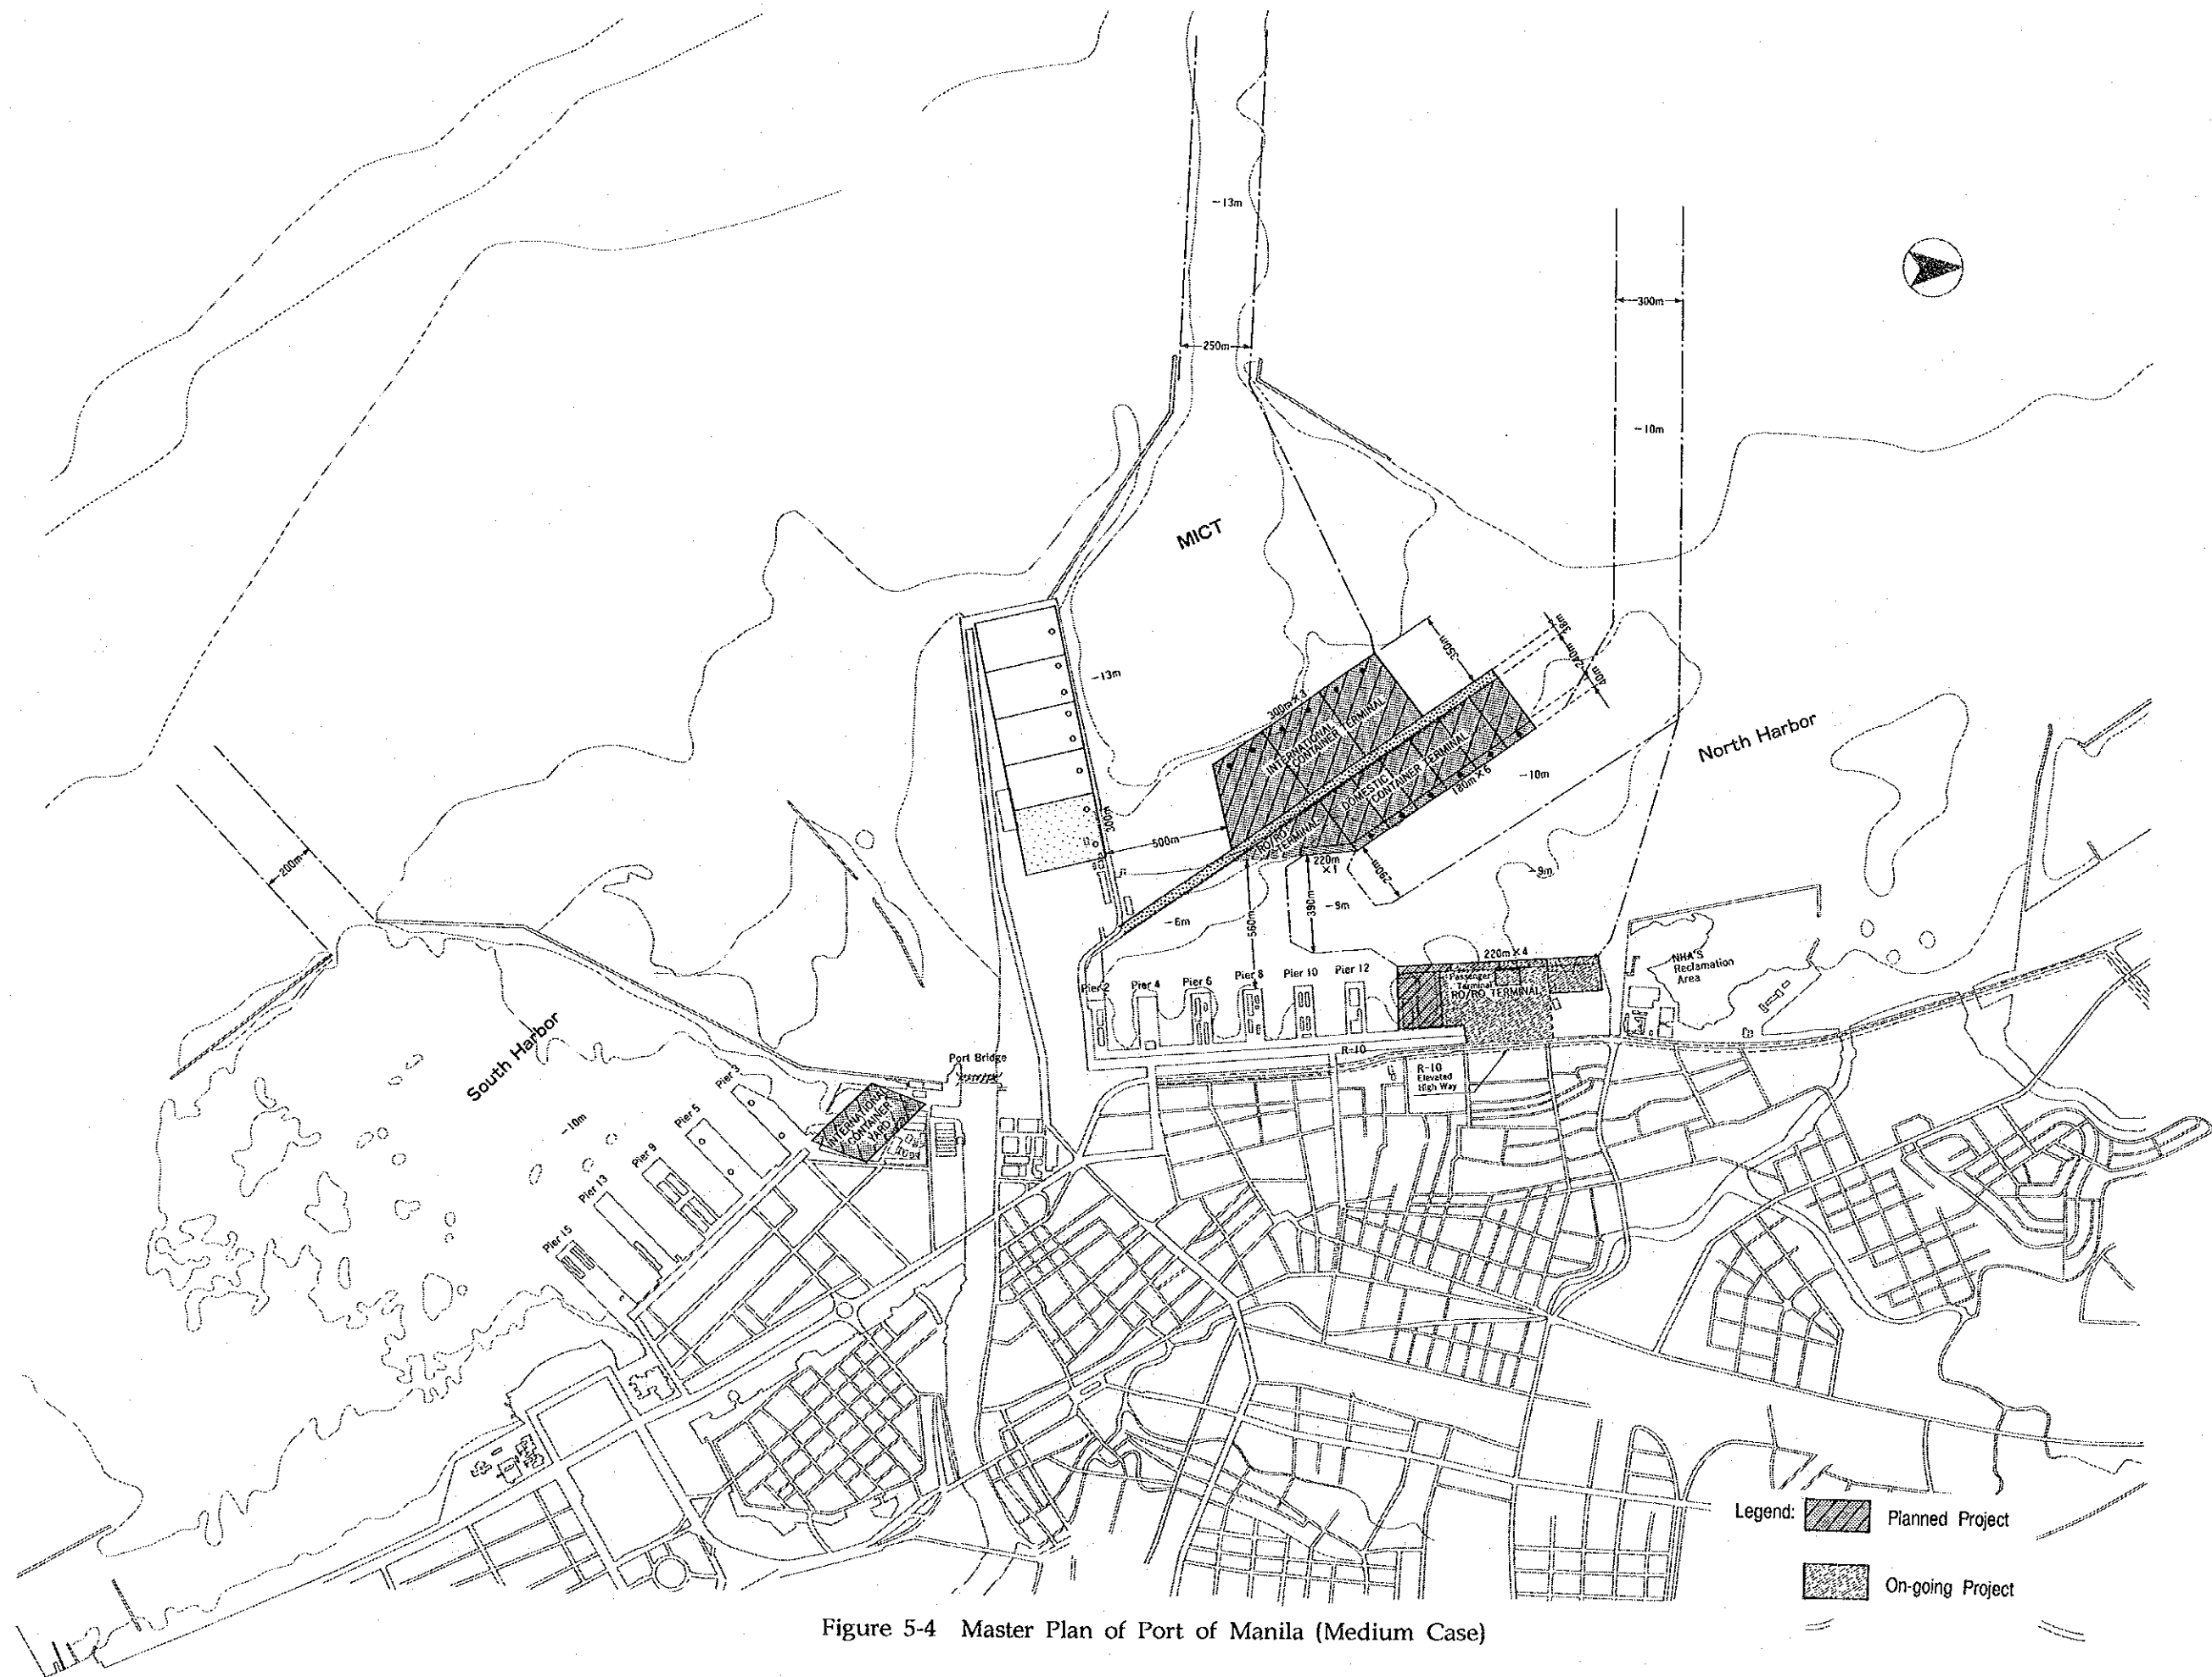 -13m
-300m-
-250m-
-10m
MICT
38m
240m
40m
350m
-13m
300m×3
INTERNATIONAL
CONTAINER TERMINAL
North Harbor
DOMESTIC
CONTAINER TERMINAL
-10m
180m×6
300m
500m
RO/RO
TERMINAL
220m
×1
290m
-9m
200m
390m
-9m
-6m
560m
220m×4
NHA'S
Reclamation
Area
Pier 2
Pier 4
Pier 6
Pier 8
Pier 10
Pier 12
Passenger
Terminal
RO/RO TERMINAL
South Harbor
Port Bridge
R-10
R-10
Elevated
High Way
Pier 3
INTERNATIONAL
CONTAINER
YARD
-10m
Pier 5
Pier 9
Pier 13
Pier 15
Legend:
Planned Project
On-going Project
Figure 5-4 Master Plan of Port of Manila (Medium Case)